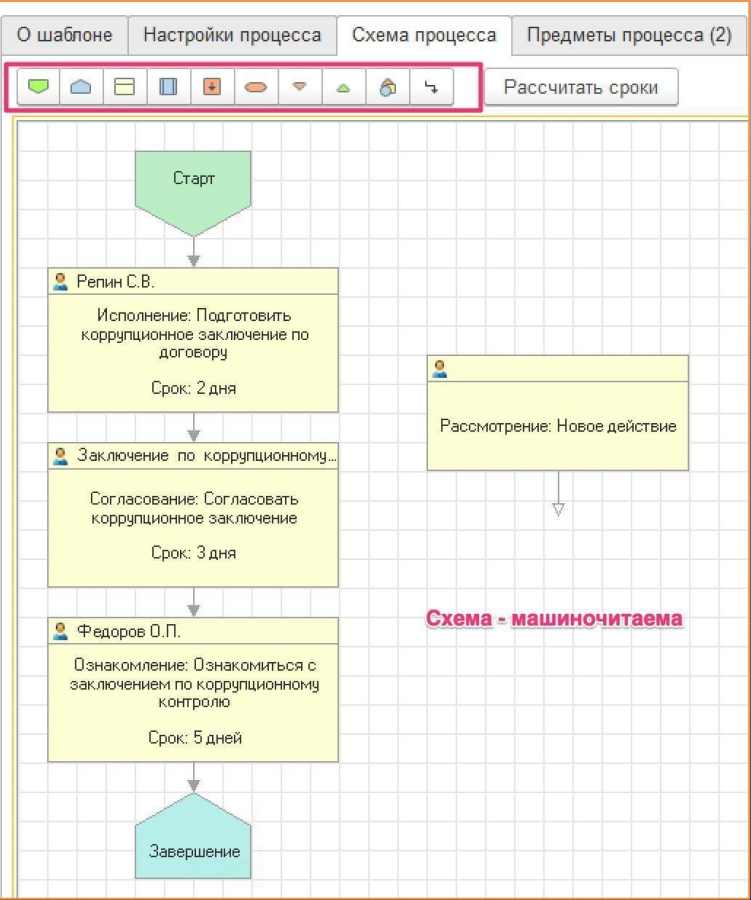 О шаблоне
Настройки процесса
Схема процесса
Предметы процесса (2)
Рассчитать сроки
Старт
Репин С.В.
Исполнение: Подготовить
коррупционное заключение по
договору
Срок: 2 дня
Заключение по коррупционному...
Согласование: Согласовать
коррупционное заключение
Срок: 3 дня
Федоров О.П.
Ознакомление: Ознакомиться с
заключением по коррупционному
контролю
Срок: 5 дней
Завершение
Рассмотрение: Новое действие
Схема - машиночитаема